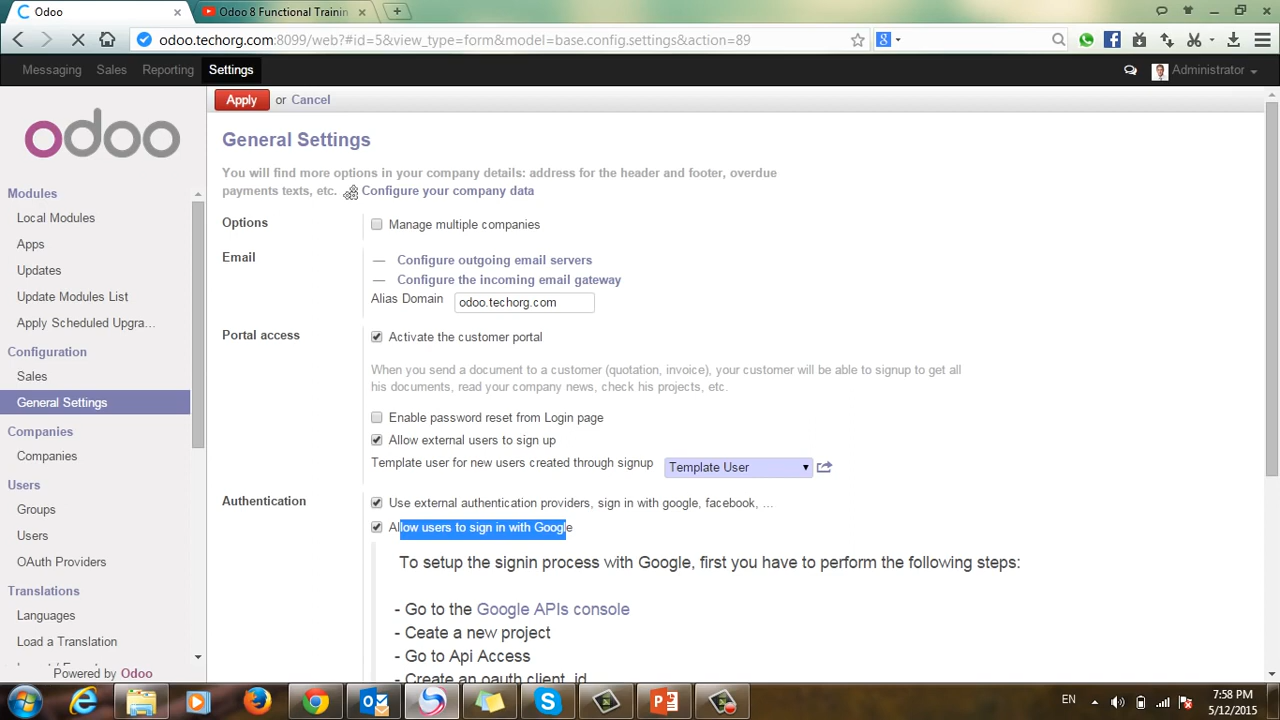 Odoo
Odoo 8 Functional Trainin
odoo.techorg.com:8099/web?#id=5&view_type=form&model=base.config.settings&action=89
Messaging Sales Reporting Settings
Administrator
Apply or Cancel
odoo
Modules
Local Modules
Apps
Updates
Update Modules List
Apply Scheduled Upgra...
Configuration
Sales
General Settings
Companies
Companies
Users
Groups
Users
OAuth Providers
Translations
Languages
Load a Translation
Powered by Odoo
General Settings
You will find more options in your company details: address for the header and footer, overdue
payments texts, etc. Configure your company data
Options
Manage multiple companies
Email
— Configure outgoing email servers
— Configure the incoming email gateway
Alias Domain odoo.techorg.com
Portal access
Activate the customer portal
When you send a document to a customer (quotation, invoice), your customer will be able to signup to get all
his documents, read your company news, check his projects, etc.
Enable password reset from Login page
Allow external users to sign up
Template user for new users created through signup Template User
Authentication
Use external authentication providers, sign in with google, facebook, ...
Allow users to sign in with Google
To setup the signin process with Google, first you have to perform the following steps:
- Go to the Google APIs console
- Ceate a new project
- Go to Api Access
- Create an oauth client_id
EN
7:58 PM
5/12/2015